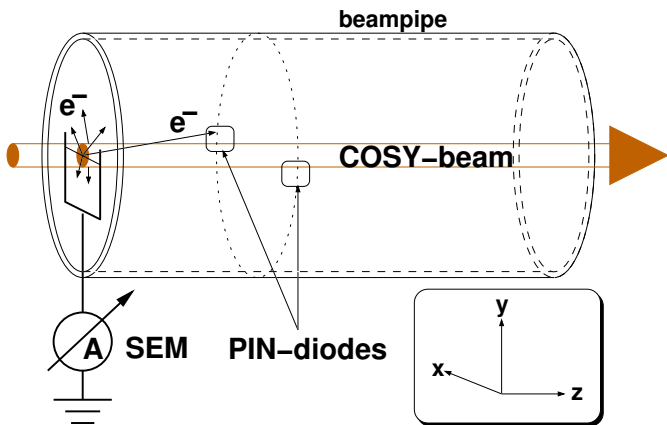 beampipe
e−
e−
COSY−beam
A
SEM
PIN−diodes
y
x
z